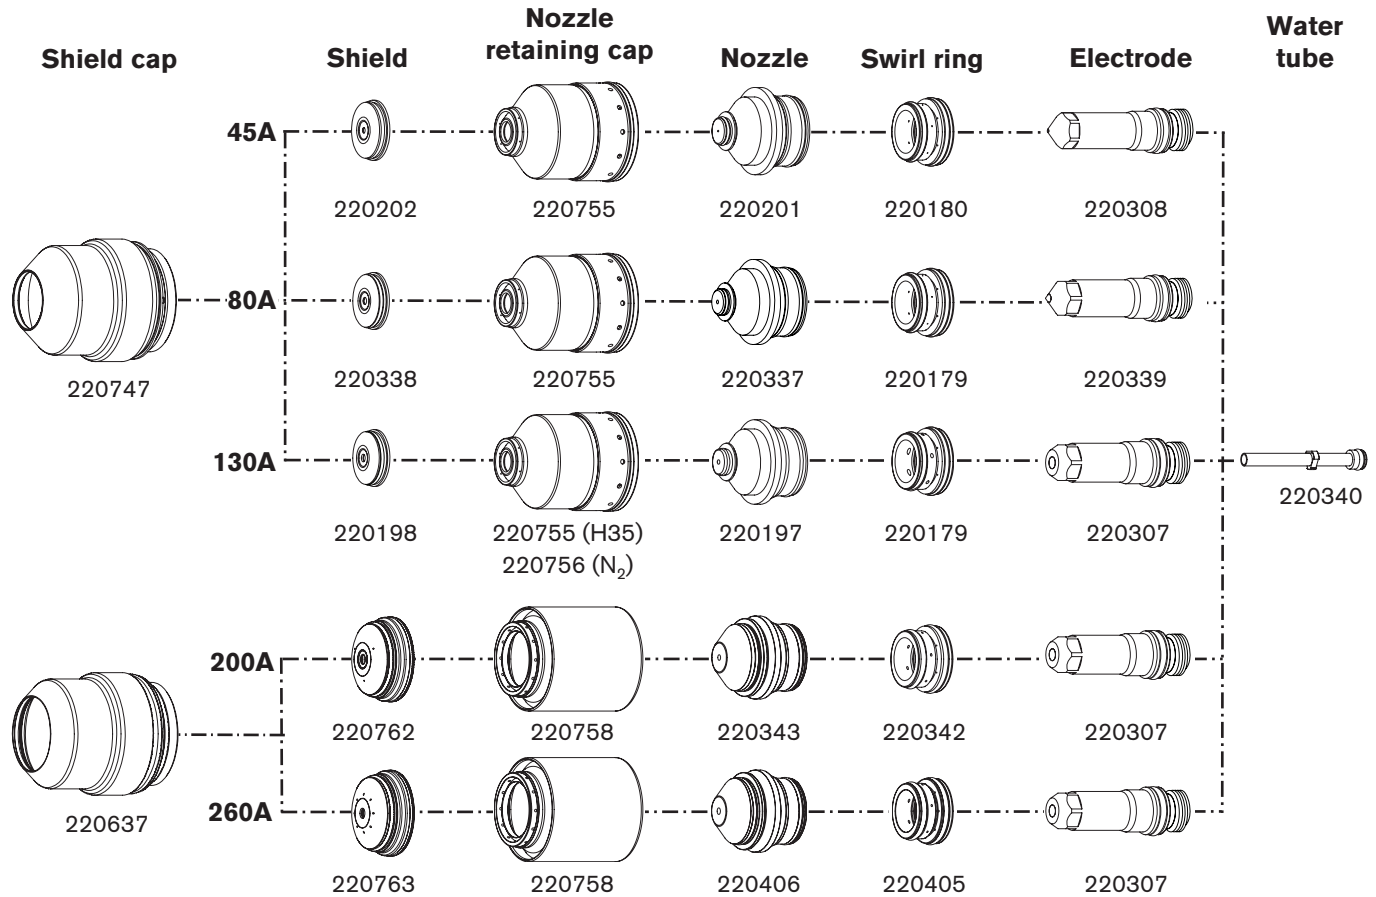 Shield cap
Shield
Nozzle
retaining cap
Nozzle
Swirl ring
Electrode
Water
tube
45A
220202
220755
220201
220180
220308
220747
80A
220338
220755
220337
220179
220339
130A
220198
220755 (H35)
220756 (N₂)
220197
220179
220307
220340
200A
220762
220758
220343
220342
220307
220637
260A
220763
220758
220406
220405
220307